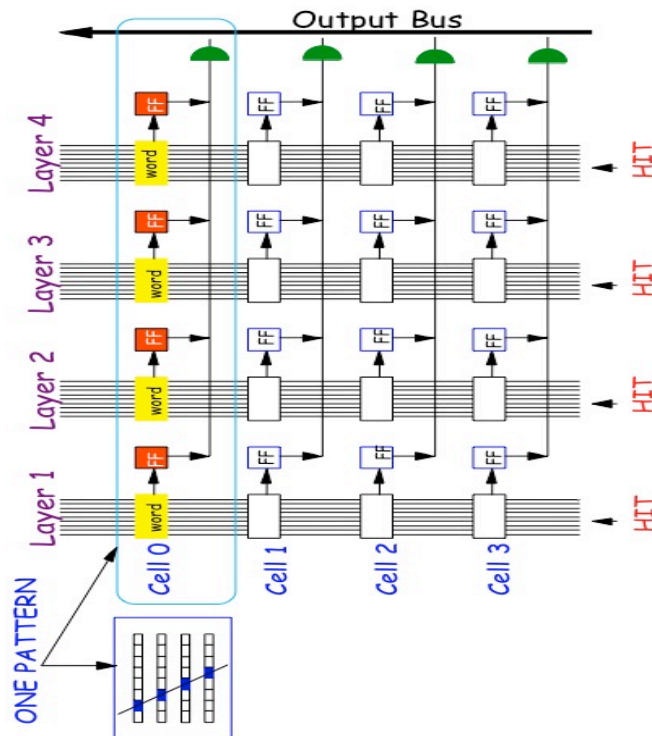 Output Bus
Layer 4
FF
FF
FF
FF
word
HIT
Layer 3
FF
FF
FF
FF
word
HIT
Layer 2
FF
FF
FF
FF
word
HIT
Layer 1
FF
FF
FF
FF
word
HIT
Cell 0
Cell 1
Cell 2
Cell 3
ONE PATTERN